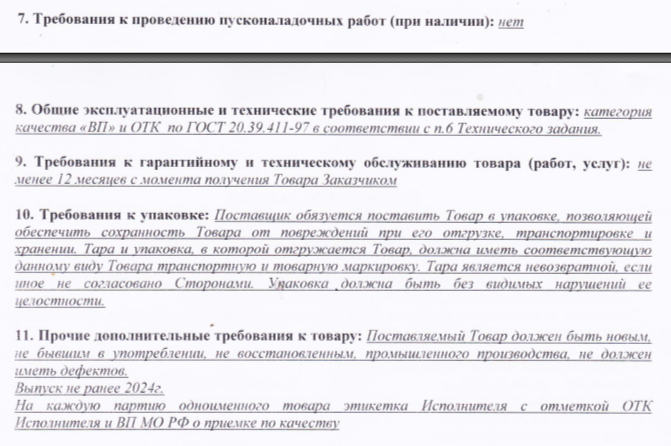 7. Требования к проведению пусконаладочных работ (при наличии): нет
8. Общие эксплуатационные и технические требования к поставляемому товару: категория
качества «ВП» и ОТК по ГОСТ 20.39.411-97 в соответствии с п.6 Технического задания.
9. Требования к гарантийному и техническому обслуживанию товара (работ, услуг): не
менее 12 месяцев с момента получения Товара Заказчиком
10. Требования к упаковке: Поставщик обязуется поставить Товар в упаковке, позволяющей
обеспечить сохранность Товара от повреждений при его отгрузке, транспортировке и
хранении. Тара и упаковка, в которой отгружается Товар, должна иметь соответствующую
данному виду Товара транспортную и товарную маркировку. Тара является невозвратной, если
иное не согласовано Сторонами. Упаковка должна быть без видимых нарушений ее
целостности.
11. Прочие дополнительные требования к товару: Поставляемый Товар должен быть новым,
не бывшим в употреблении, не восстановленным, промышленного производства, не должен
иметь дефектов.
Выпуск не ранее 2024г.
На каждую партию одноименного товара этикетка Исполнителя с отметкой ОТК
Исполнителя и ВП МО РФ о приемке по качеству